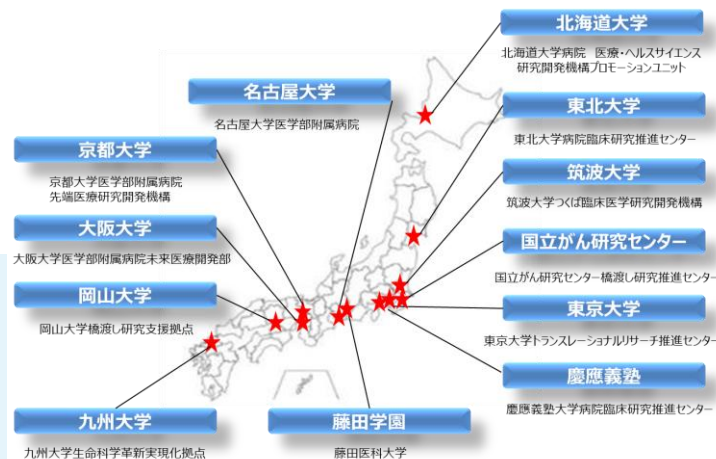 北海道大学
北海道大学病院 医療・ヘルスサイエンス
研究開発機構プロモーションユニット
名古屋大学
名古屋大学医学部附属病院
東北大学
東北大学病院臨床研究推進センター
京都大学
京都大学医学部附属病院
先端医療研究開発機構
筑波大学
筑波大学つくば臨床医学研究開発機構
大阪大学
大阪大学医学部附属病院未来医療開発部
国立がん研究センター
国立がん研究センター橋渡し研究推進センター
岡山大学
岡山大学橋渡し研究支援拠点
東京大学
東京大学トランスレーショナルリサーチ推進センター
慶應義塾
慶應義塾大学病院臨床研究推進センター
九州大学
九州大学生命科学革新実現化拠点
藤田学園
藤田医科大学